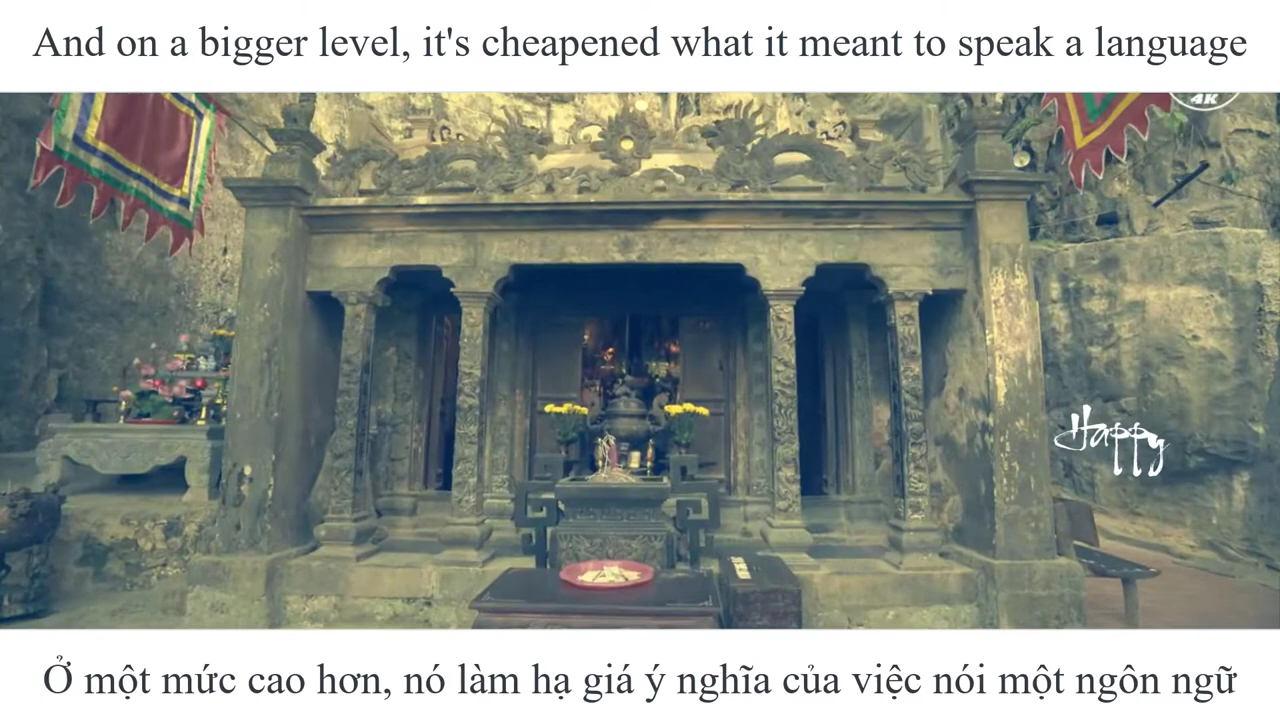 And on a bigger level, it's cheapened what it meant to speak a language
4K
Happy
Ở một mức cao hơn, nó làm hạ giá ý nghĩa của việc nói một ngôn ngữ